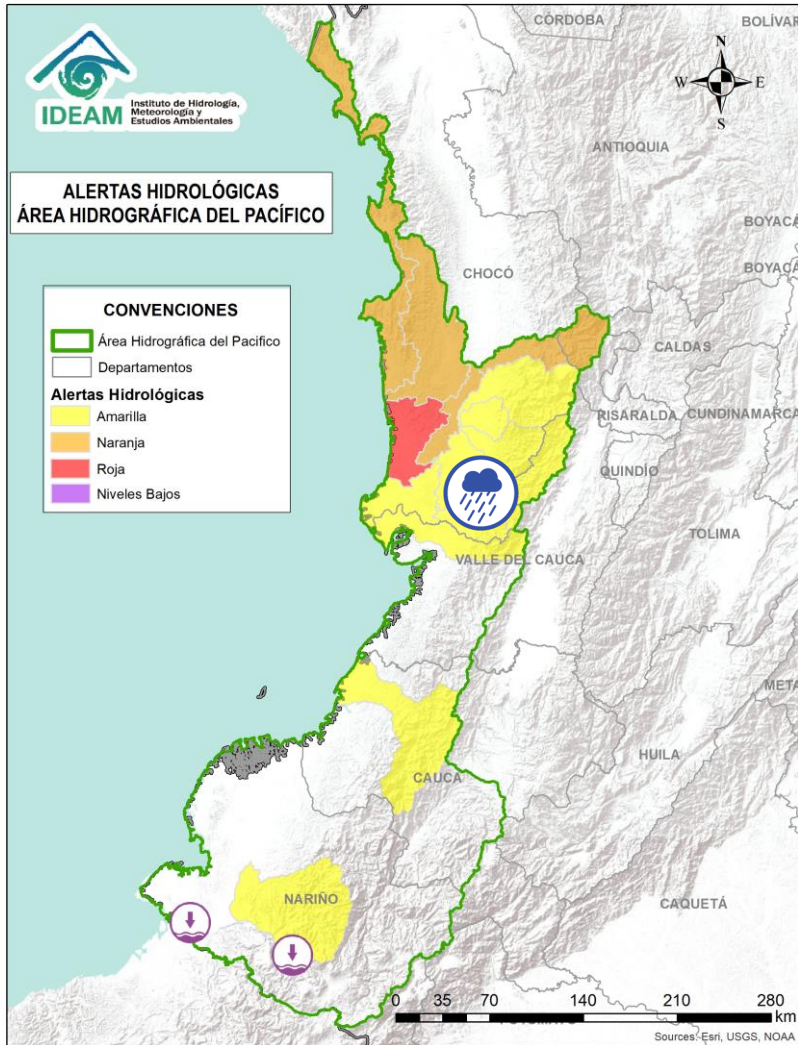 CÓRDOBA
BOLÍVAR
N
W
E
S
IDEAM
Instituto de Hidrología,
Meteorología y
Estudios Ambientales
ANTIOQUIA
ALERTAS HIDROLÓGICAS
ÁREA HIDROGRÁFICA DEL PACÍFICO
BOYACÁ
BOYACÁ
CHOCÓ
CONVENCIONES
Área Hidrográfica del Pacifico
Departamentos
Alertas Hidrológicas
Amarilla
Naranja
Roja
Niveles Bajos
CALDAS
RISARALDA
CUNDINAMARCA
QUINDÍO
TOLIMA
VALLE DEL CAUCA
META
HUILA
CAUCA
NARIÑO
CAQUETÁ
0 35 70 140 210 280
km
Sources: Esri, USGS, NOAA